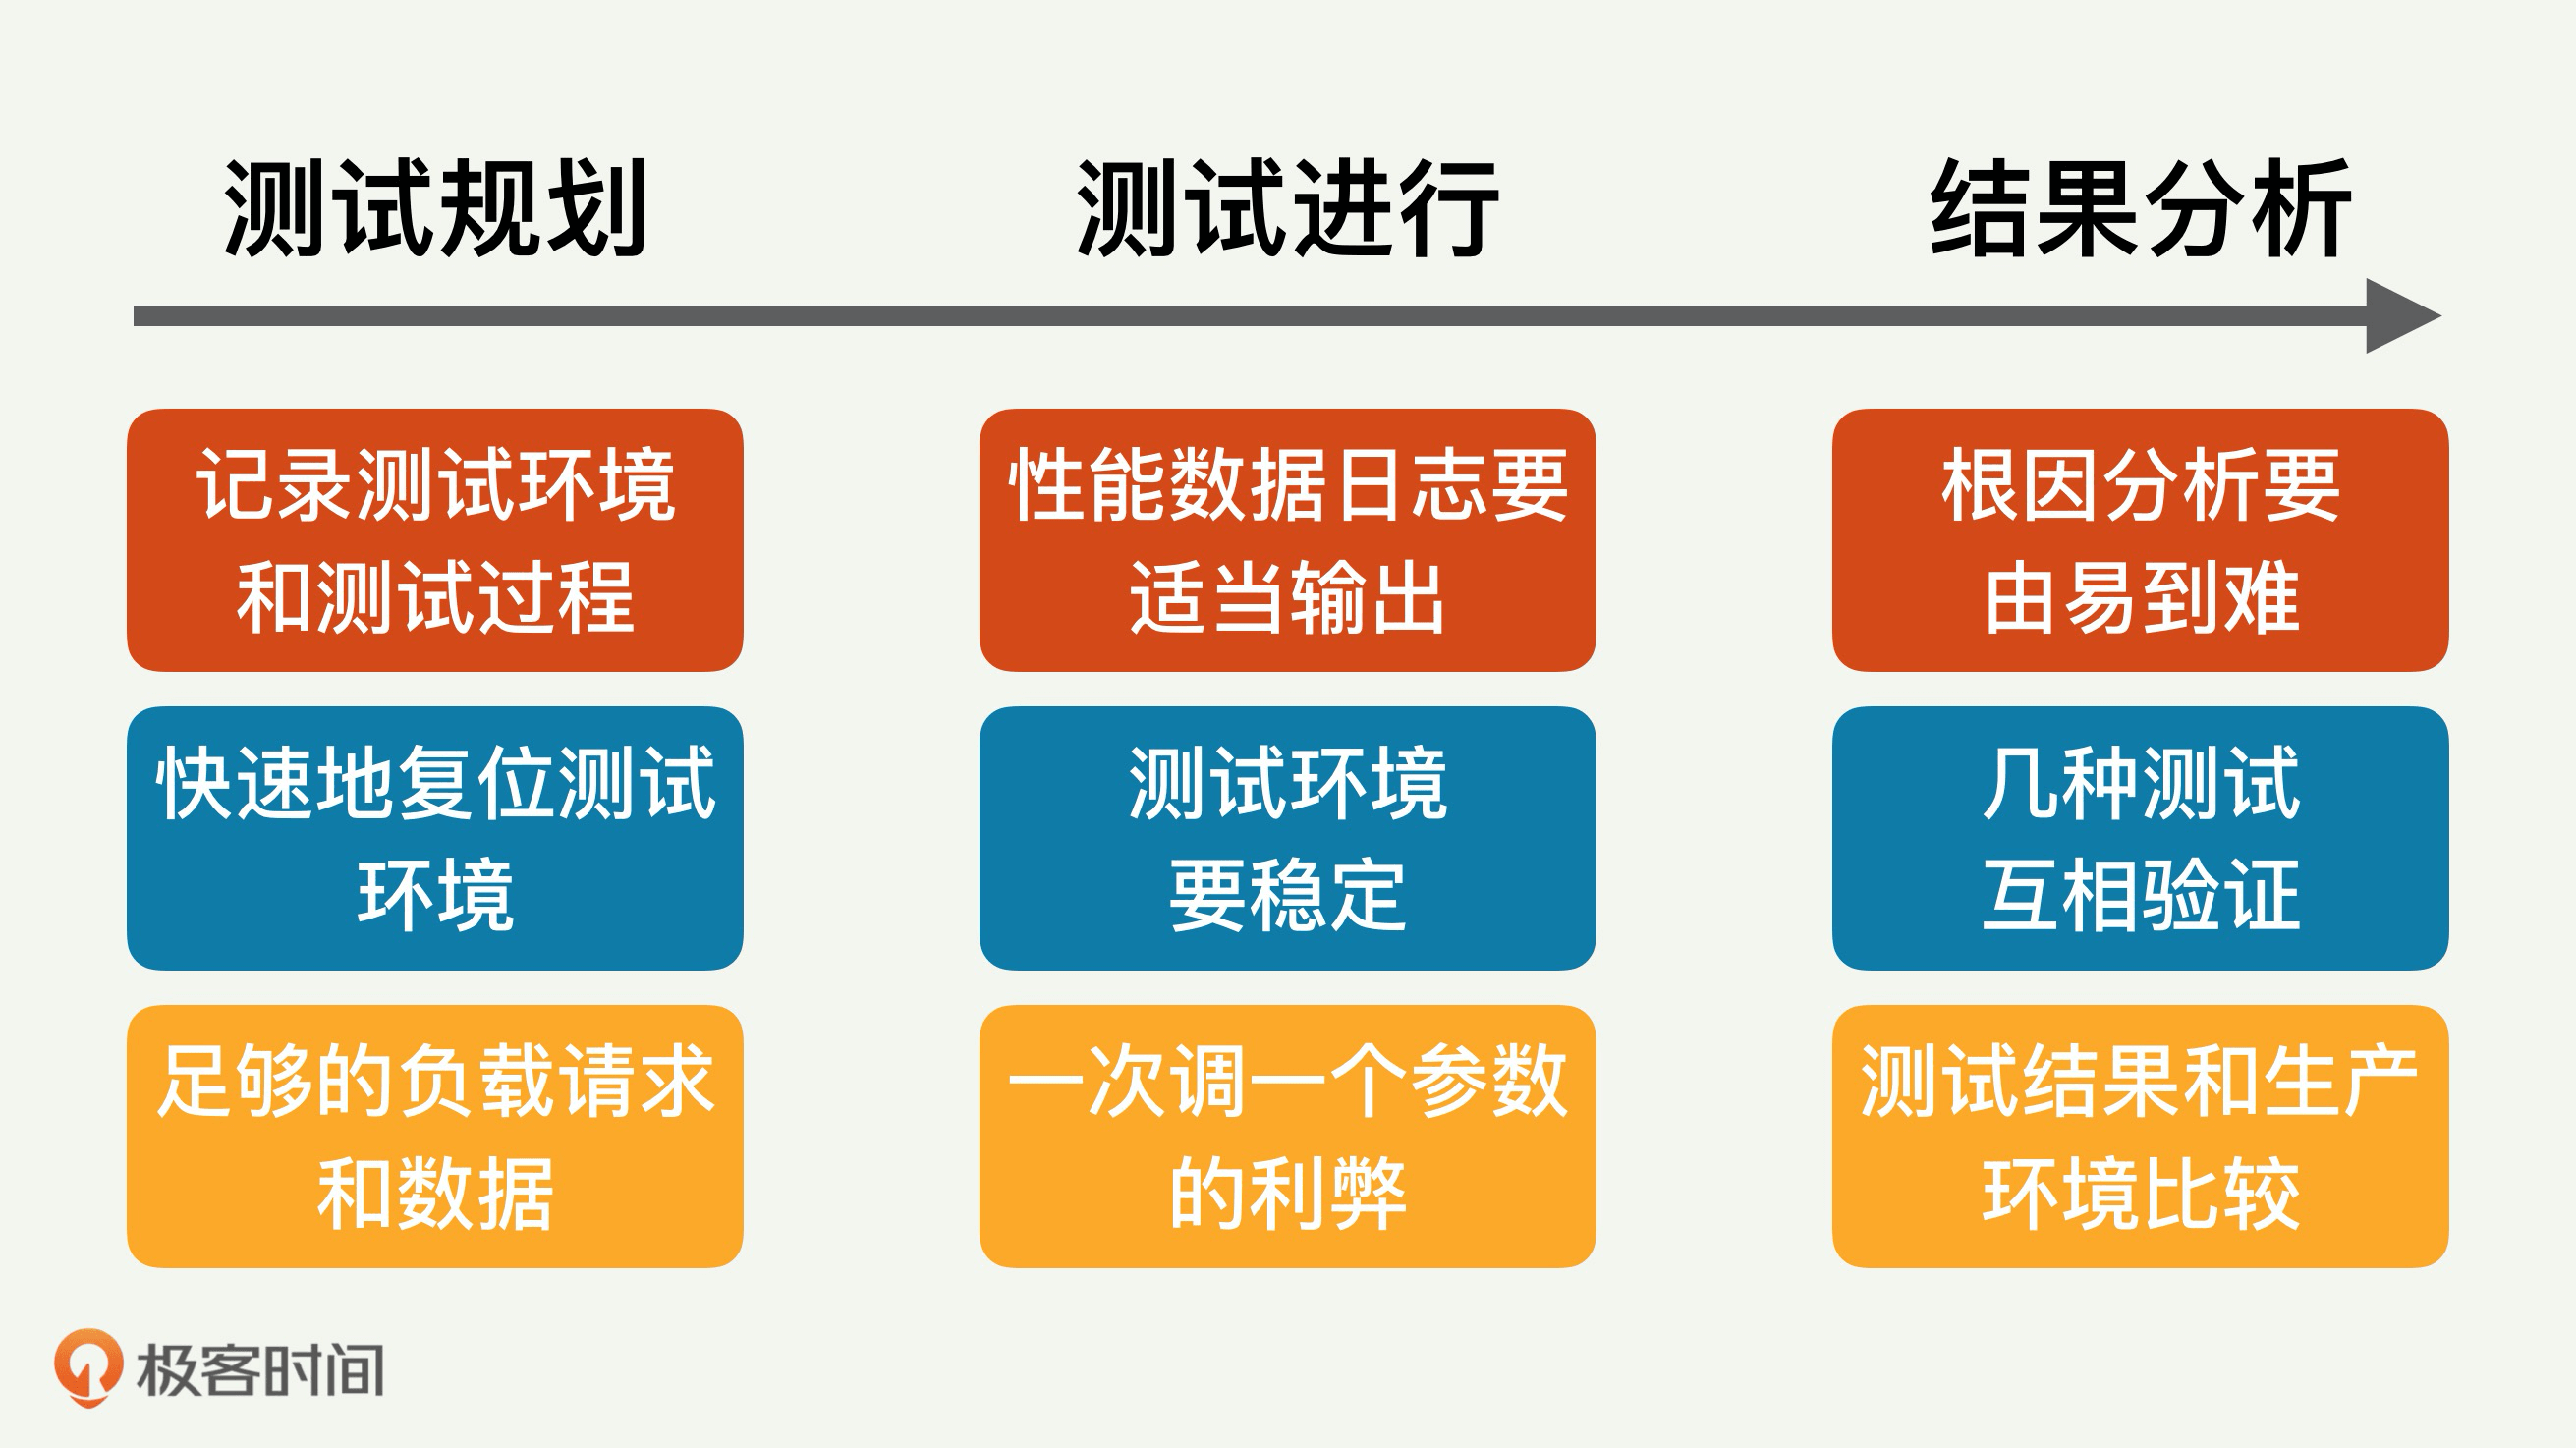 测试规划
测试进行
结果分析
记录测试环境
和测试过程
性能数据日志要
适当输出
根因分析要
由易到难
快速地复位测试
环境
测试环境
要稳定
几种测试
互相验证
足够的负载请求
和数据
一次调一个参数
的利弊
测试结果和生产
环境比较
极客时间